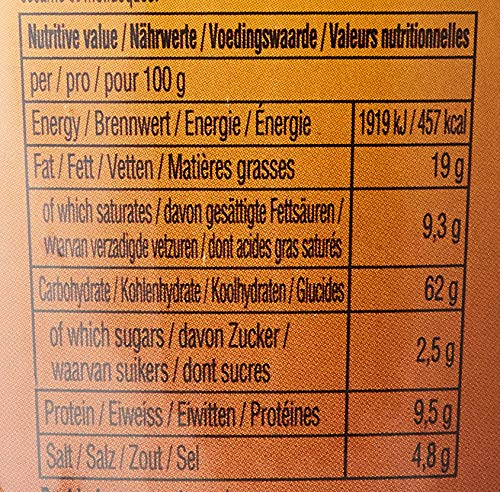 Nutritive value / Nährwerte / Voedingswaarde / Valeurs nutritionnelles
per / pro / pour 100 g
Energy / Brennwert / Energie / Énergie 1919 kJ / 457 kcal
Fat / Fett / Vetten / Matières grasses 19 g
of which saturates / davon gesättigte Fettsäuren /
waarvan verzadigde vetzuren / dont acides gras saturés 9,3 g
Carbohydrate / Kohlenhydrate / Koolhydraten / Glucides 62 g
of which sugars / davon Zucker /
waarvan suikers / dont sucres 2,5 g
Protein / Eiweiss / Eiwitten / Protéines 9,5 g
Salt / Salz / Zout / Sel 4,8 g